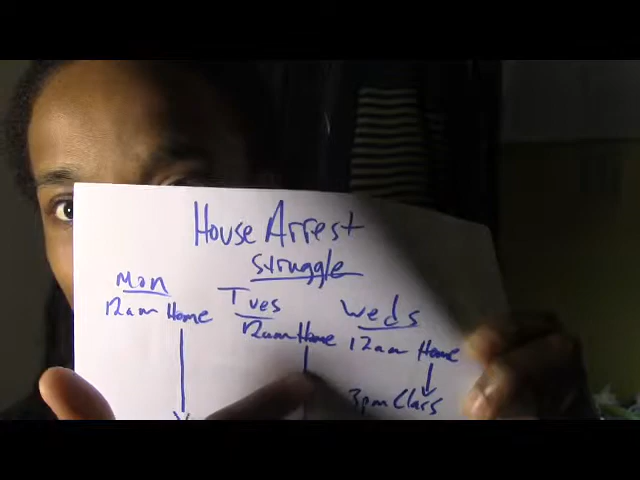 House Arrest
struggle
Mon
12am Home
Tues
12am Home
Weds
12am Home
3pm Class